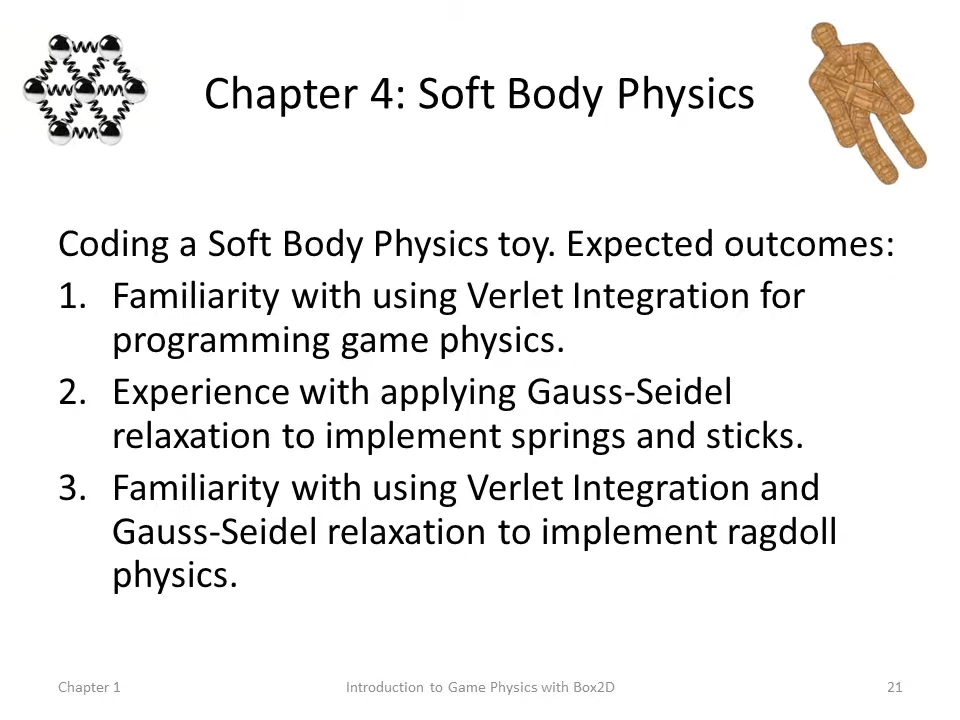 Chapter 4: Soft Body Physics
Coding a Soft Body Physics toy. Expected outcomes:
1. Familiarity with using Verlet Integration for
programming game physics.
2. Experience with applying Gauss-Seidel
relaxation to implement springs and sticks.
3. Familiarity with using Verlet Integration and
Gauss-Seidel relaxation to implement ragdoll
physics.
Chapter 1
Introduction to Game Physics with Box2D
21